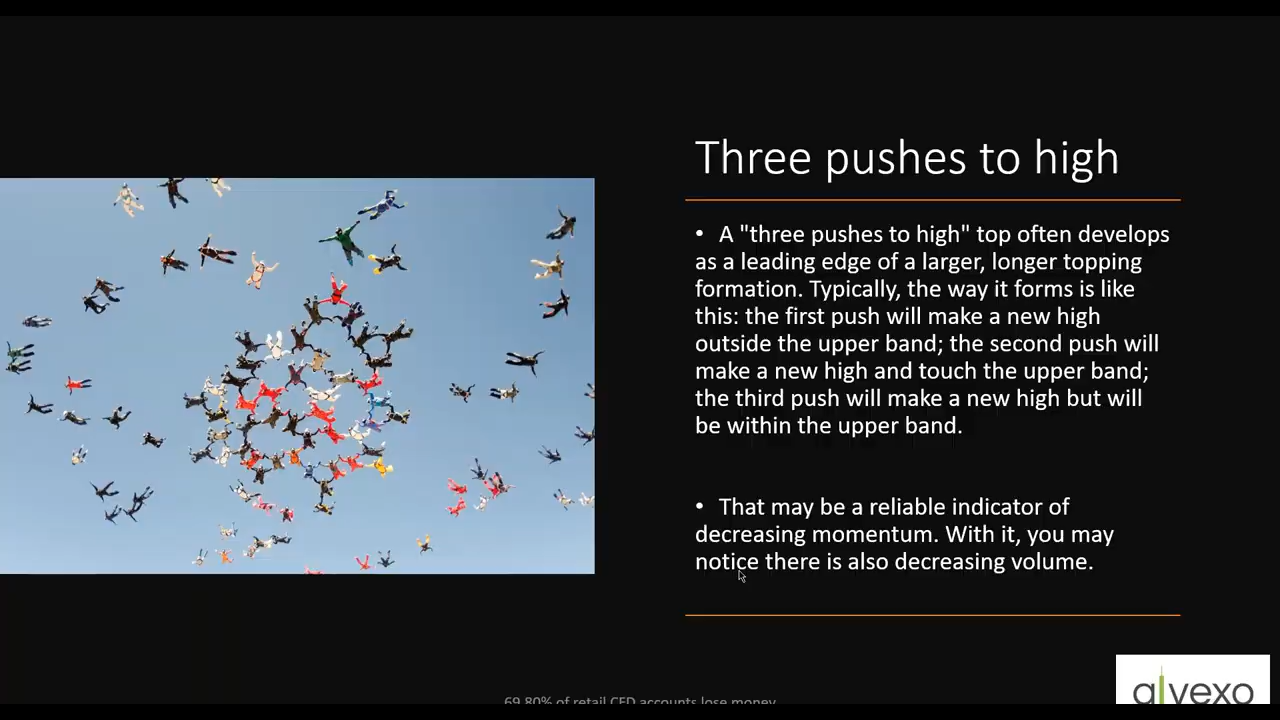 Three pushes to high
• A "three pushes to high" top often develops
as a leading edge of a larger, longer topping
formation. Typically, the way it forms is like
this: the first push will make a new high
outside the upper band; the second push will
make a new high and touch the upper band;
the third push will make a new high but will
be within the upper band.
• That may be a reliable indicator of
decreasing momentum. With it, you may
notice there is also decreasing volume.
69.80% of retail CFD accounts lose money
alvexo